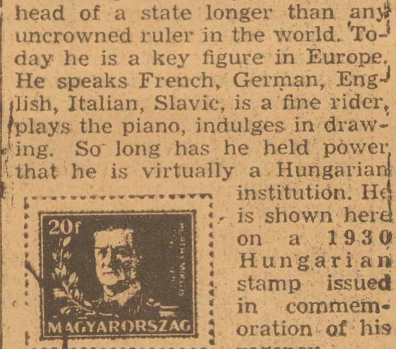 head of a state longer than any
uncrowned ruler in the world. To-
day he is a key figure in Europe.
He speaks French, German, Eng-
lish, Italian, Slavic, is a fine rider,
plays the piano, indulges in draw-
ing. So long has he held power
that he is virtually a Hungarian
institution. He
is shown here
on a 1930
Hungarian
stamp issued
in commem-
oration of his
20f
MAGYARORSZAG